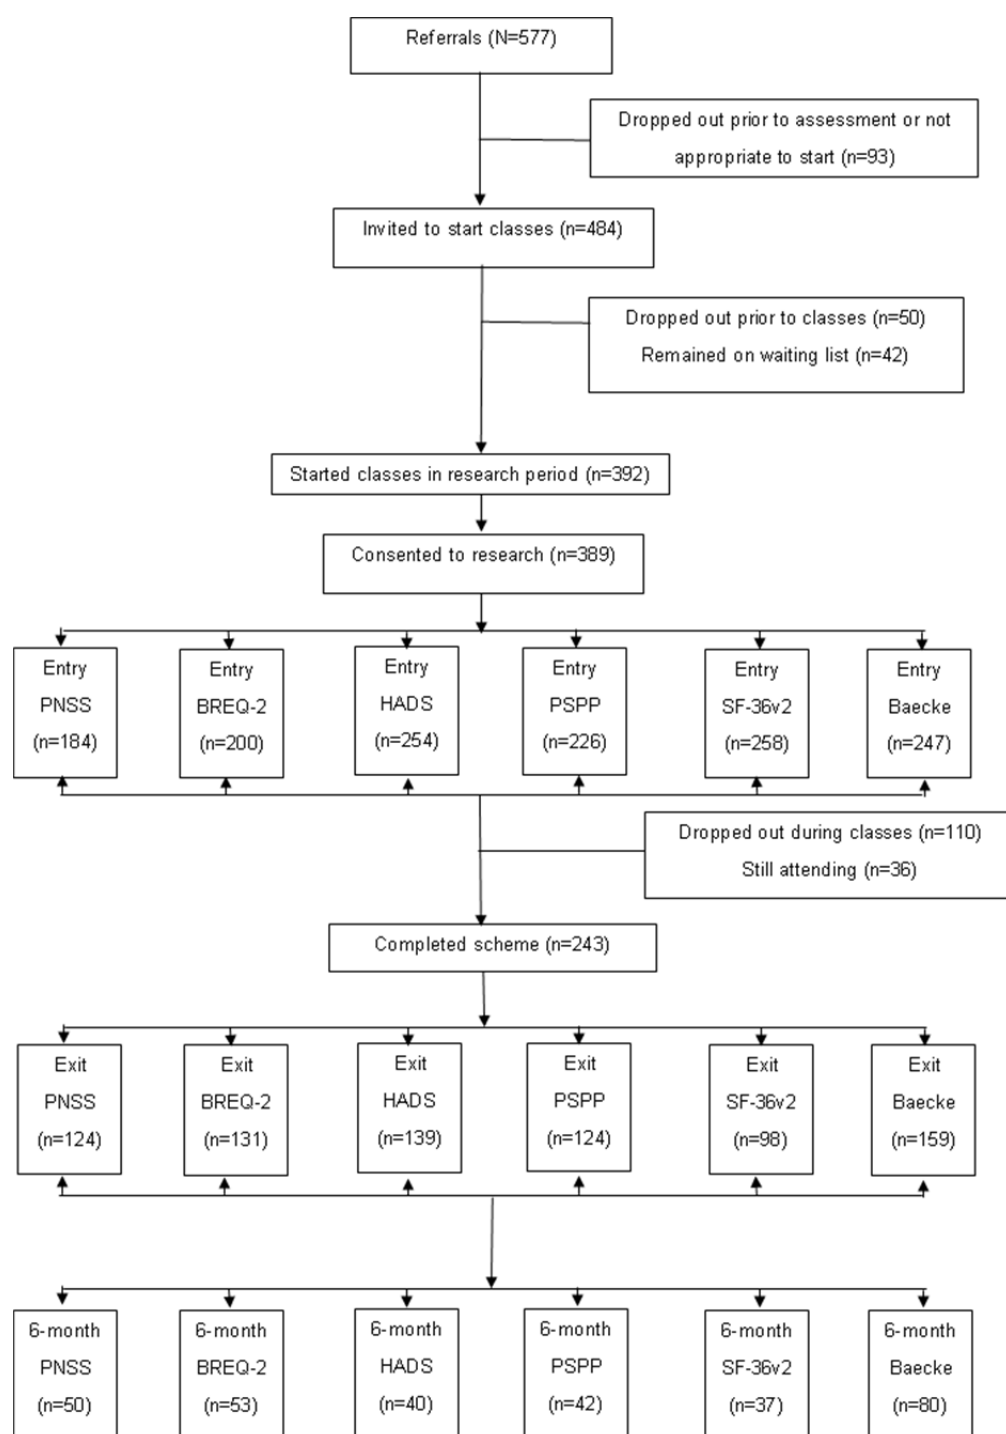 Referrals (N=577)
Dropped out prior to assessment or not
appropriate to start (n=93)
Invited to start classes (n=484)
Dropped out prior to classes (n=50)
Remained on waiting list (n=42)
Started classes in research period (n=392)
Consented to research (n=389)
Entry
PNSS
(n=184)
Entry
BREQ-2
(n=200)
Entry
HADS
(n=254)
Entry
PSPP
(n=226)
Entry
SF-36v2
(n=258)
Entry
Baecke
(n=247)
Dropped out during classes (n=110)
Still attending (n=36)
Completed scheme (n=243)
Exit
PNSS
(n=124)
Exit
BREQ-2
(n=131)
Exit
HADS
(n=139)
Exit
PSPP
(n=124)
Exit
SF-36v2
(n=98)
Exit
Baecke
(n=159)
6-month
PNSS
(n=50)
6-month
BREQ-2
(n=53)
6-month
HADS
(n=40)
6-month
PSPP
(n=42)
6-month
SF-36v2
(n=37)
6-month
Baecke
(n=80)